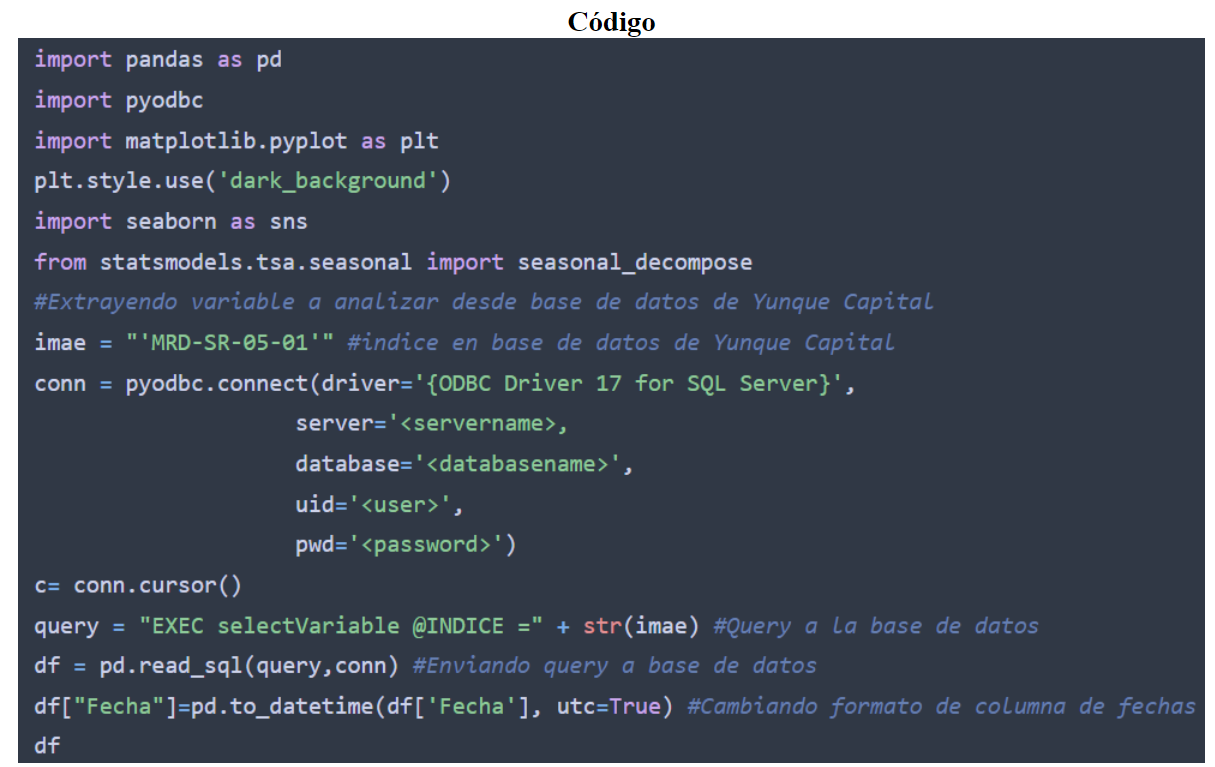 Código
import pandas as pd
import pyodbc
import matplotlib.pyplot as plt
plt.style.use('dark_background')
import seaborn as sns
from statsmodels.tsa.seasonal import seasonal_decompose
#Extrayendo variable a analizar desde base de datos de Yunque Capital
imae = "'MRD-SR-05-01'" #indice en base de datos de Yunque Capital
conn = pyodbc.connect(driver='{ODBC Driver 17 for SQL Server}',
server='<servername>,
database='<databasename>',
uid='<user>',
pwd='<password>')
c= conn.cursor()
query = "EXEC selectVariable @INDICE =" + str(imae) #Query a la base de datos
df = pd.read_sql(query,conn) #Enviando query a base de datos
df["Fecha"]=pd.to_datetime(df['Fecha'], utc=True) #Cambiando formato de columna de fechas
df